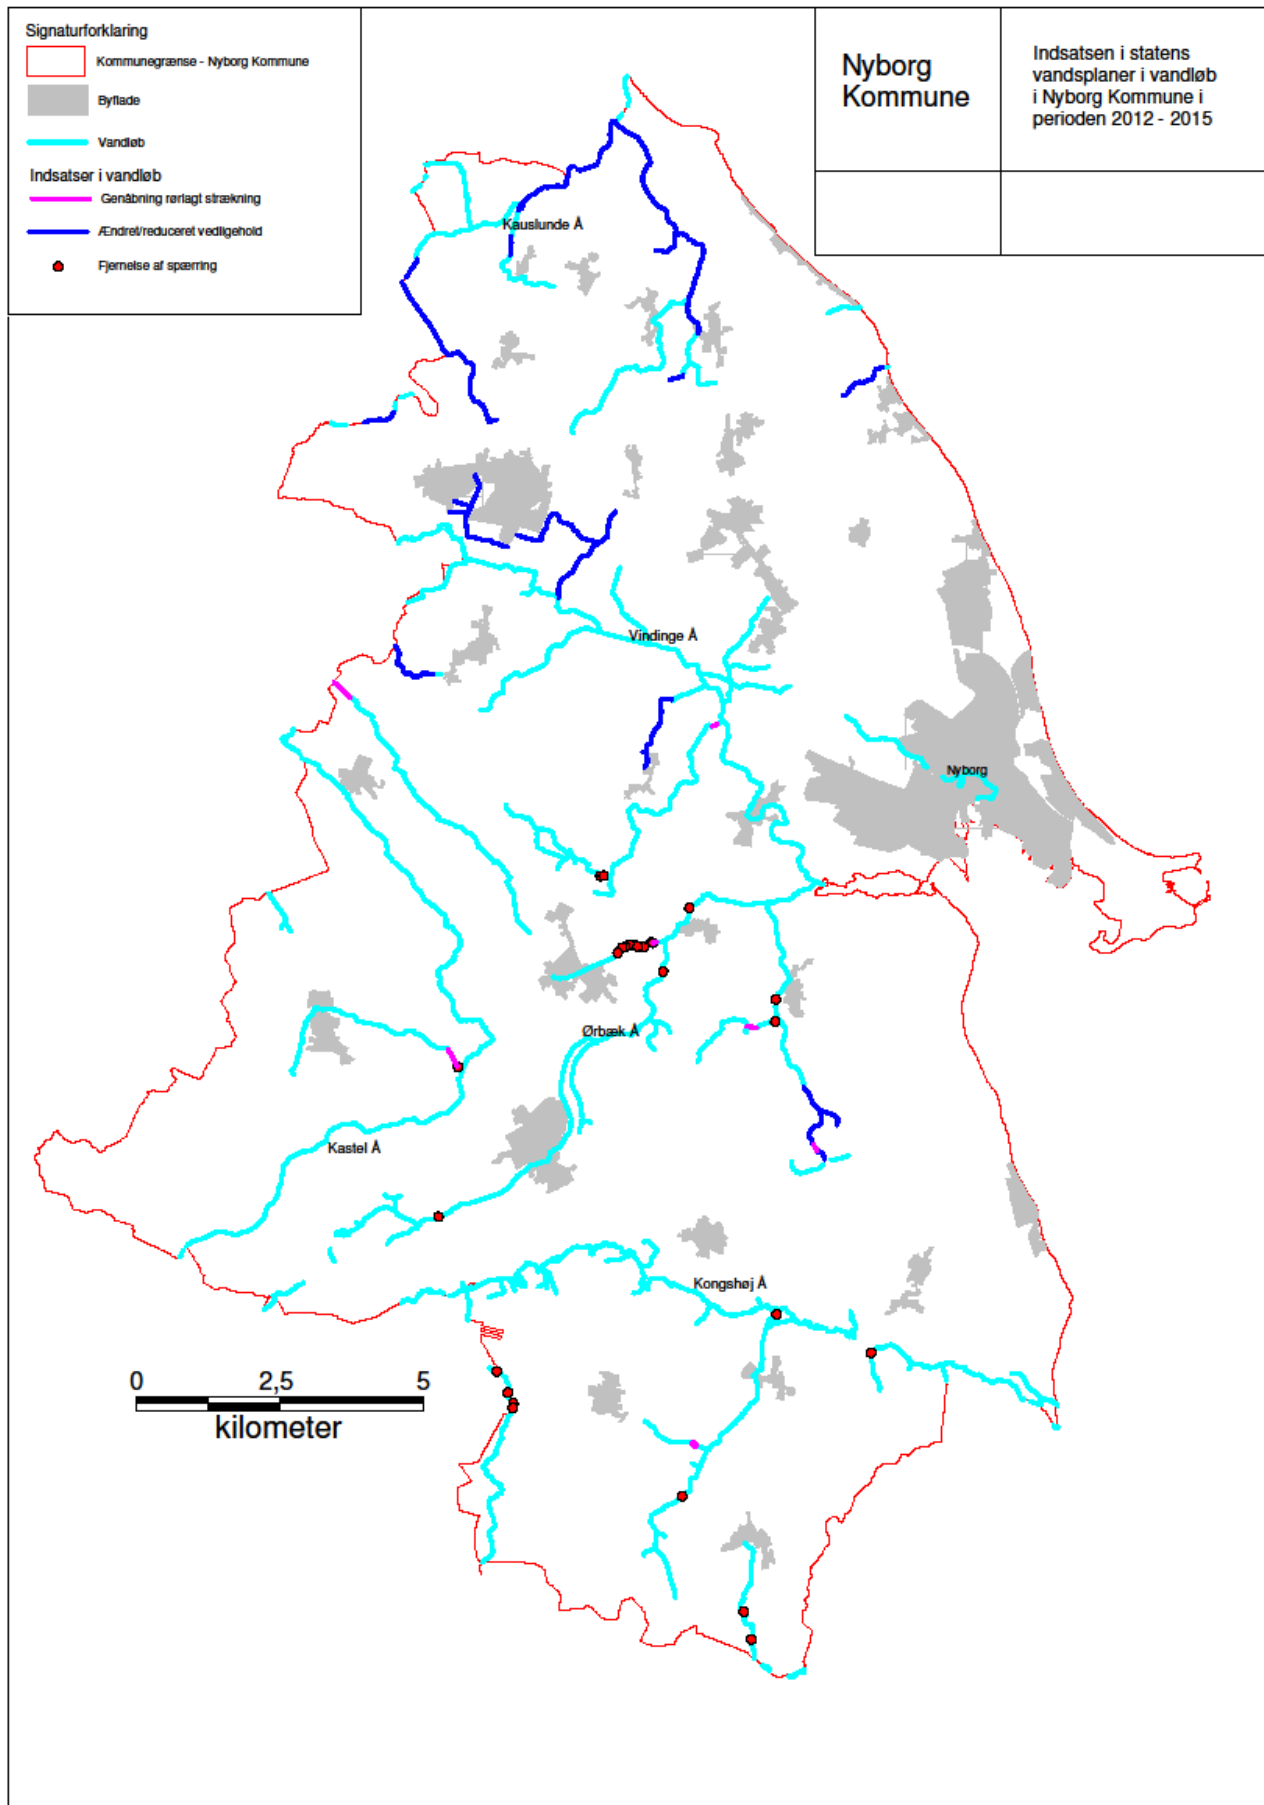 Signaturforklaring
Kommunegrænse - Nyborg Kommune
Byflade
Vandløb
Indsatser i vandløb
Genåbning rørlagt strækning
Ændret/reduceret vedligehold
Fjernelse af spærring
Nyborg
Kommune
Indsatsen i statens
vandsplaner i vandløb
i Nyborg Kommune i
perioden 2012 - 2015
Kauslunde Å
Vindinge Å
Nyborg
Ørbæk Å
Kastel Å
Kongshøj Å
0 2,5 5
kilometer